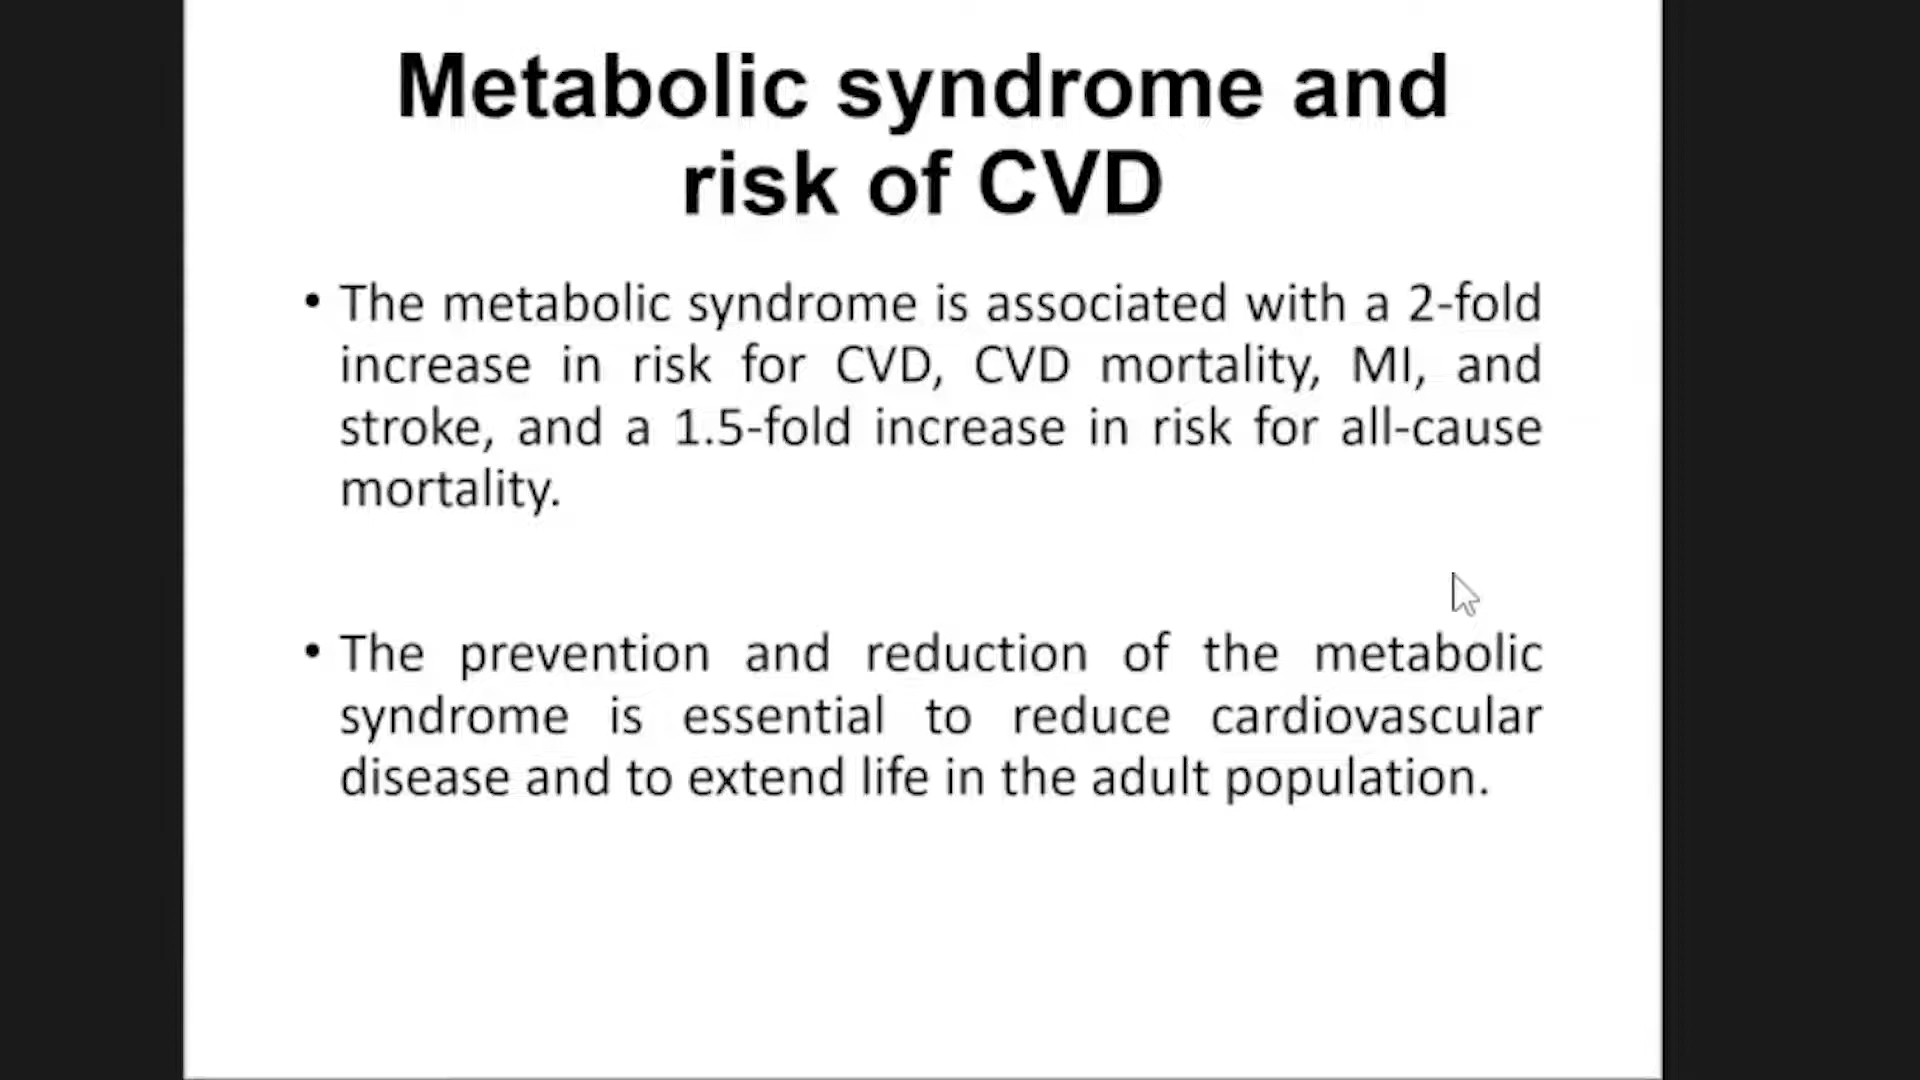 Metabolic syndrome and
risk of CVD
• The metabolic syndrome is associated with a 2-fold
increase in risk for CVD, CVD mortality, MI, and
stroke, and a 1.5-fold increase in risk for all-cause
mortality.
• The prevention and reduction of the metabolic
syndrome is essential to reduce cardiovascular
disease and to extend life in the adult population.